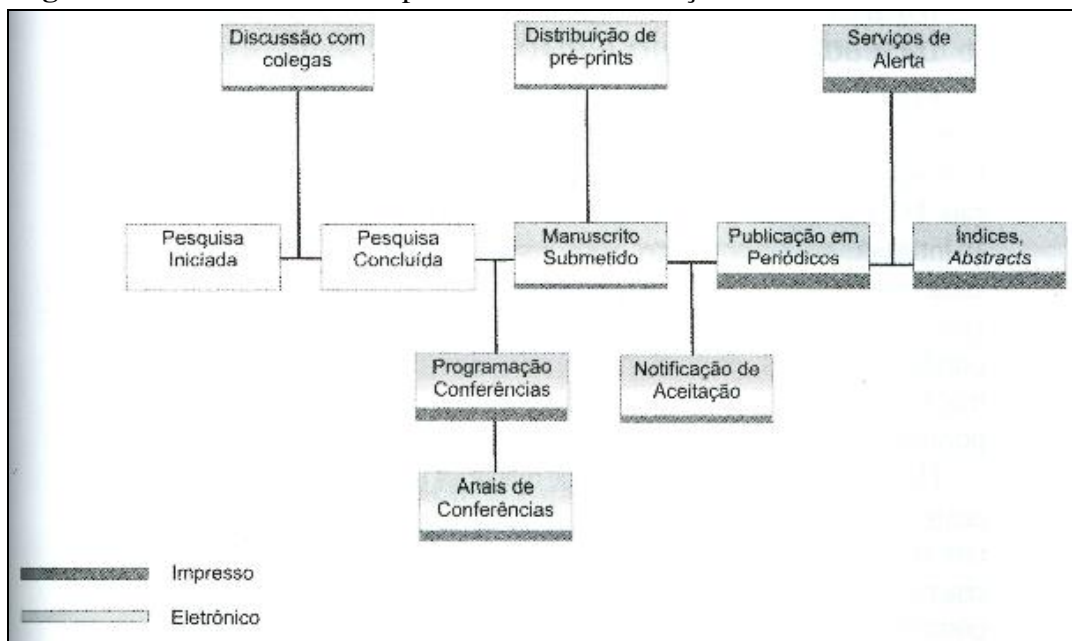 Discussão com
colegas
Distribuição de
pré-prints
Serviços de
Alerta
Pesquisa
Iniciada
Pesquisa
Concluída
Manuscrito
Submetido
Publicação em
Periódicos
Índices,
Abstracts
Programação
Conferências
Notificação de
Aceitação
Anais de
Conferências
Impresso
Eletrônico